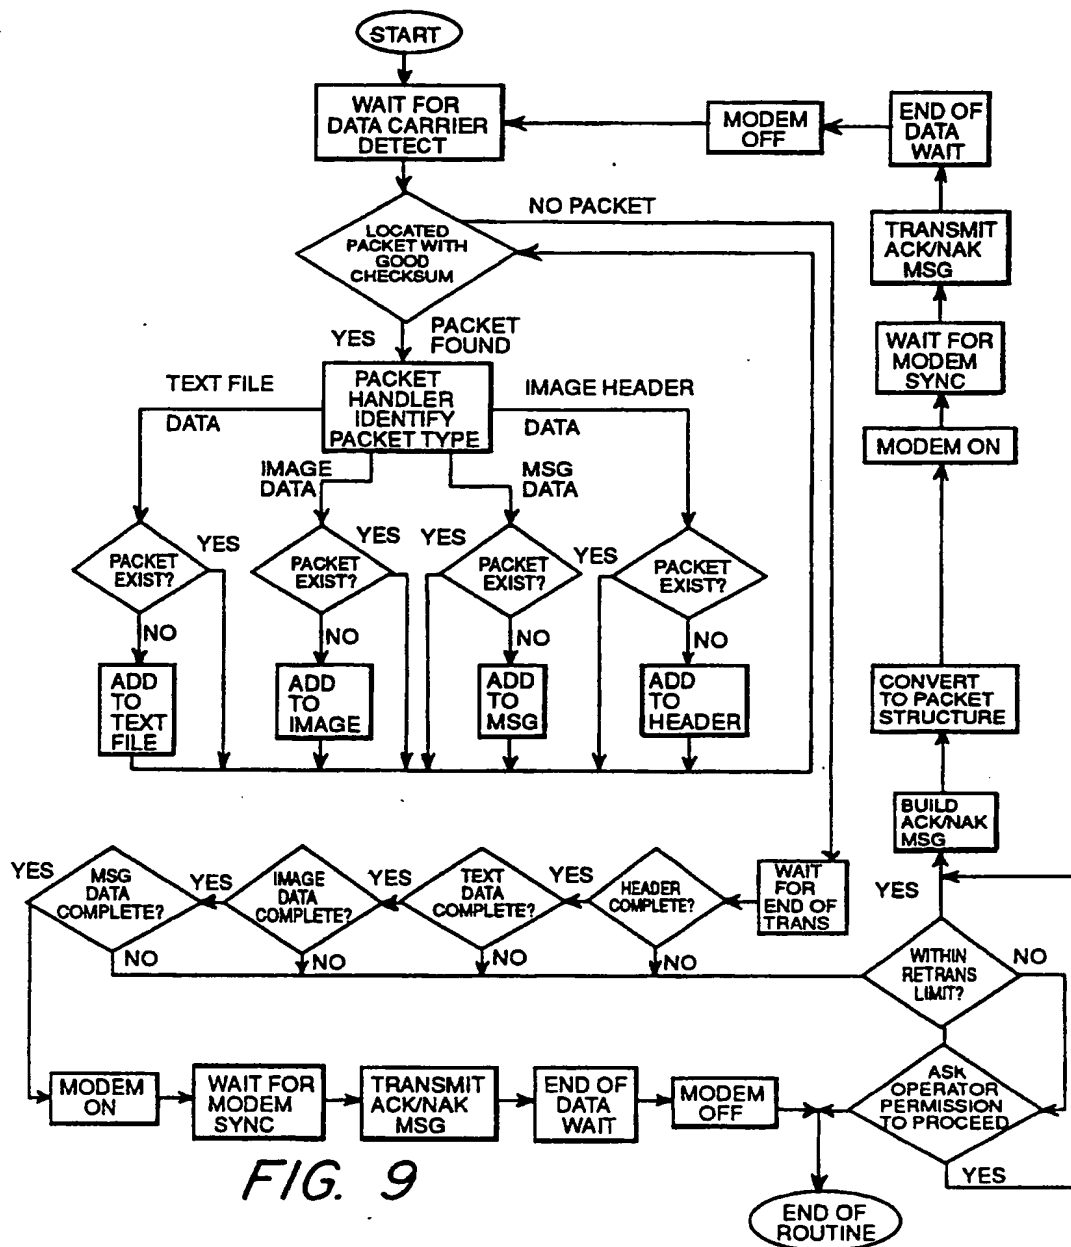 START
WAIT FOR
DATA CARRIER
DETECT
MODEM
OFF
END OF
DATA
WAIT
NO PACKET
LOCATED
PACKET WITH
GOOD
CHECKSUM
TRANSMIT
ACK/NAK
MSG
YES
PACKET
FOUND
WAIT FOR
MODEM
SYNC
TEXT FILE
DATA
PACKET
HANDLER
IDENTIFY
PACKET TYPE
IMAGE HEADER
DATA
MODEM ON
IMAGE
DATA
MSG
DATA
PACKET
EXIST?
YES
PACKET
EXIST?
YES
YES
PACKET
EXIST?
YES
PACKET
EXIST?
NO
NO
NO
NO
ADD
TO
TEXT
FILE
ADD
TO
IMAGE
ADD
TO
MSG
ADD
TO
HEADER
CONVERT
TO PACKET
STRUCTURE
BUILD
ACK/NAK
MSG
YES
MSG
DATA
COMPLETE?
YES
IMAGE
DATA
COMPLETE?
YES
TEXT
DATA
COMPLETE?
YES
HEADER
COMPLETE?
WAIT
FOR
END OF
TRANS
YES
NO
NO
NO
NO
WITHIN
RETRANS
LIMIT?
NO
MODEM
ON
WAIT FOR
MODEM
SYNC
TRANSMIT
ACK/NAK
MSG
END OF
DATA
WAIT
MODEM
OFF
ASK
OPERATOR
PERMISSION
TO PROCEED
YES
FIG. 9
END OF
ROUTINE